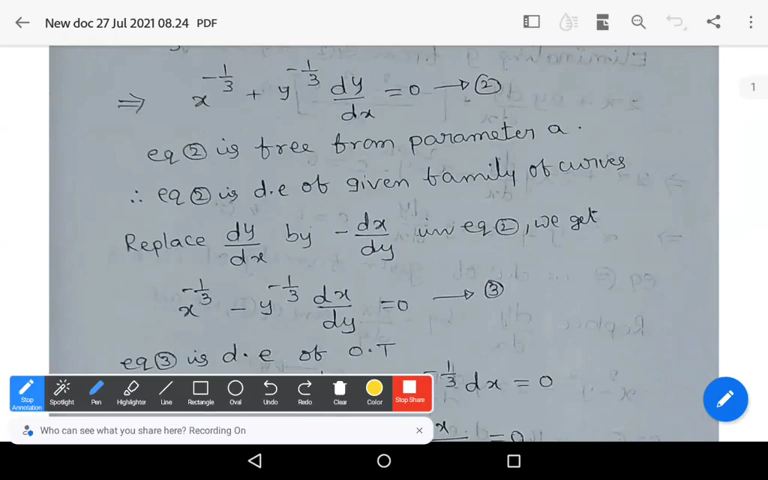 New doc 27 Jul 2021 08.24 PDF
1
⇒ x^{-1/3} + y^{-1/3} dy/dx = 0 → ②
eq ② is free from parameter a.
∴ eq ② is d.e of given family of curves
Replace dy/dx by - dx/dy in eq ②, we get
x^{-1/3} - y^{-1/3} dx/dy = 0 → ③
eq ③ is d.e of O.T
-1/3 dx = 0
x = 0
Stop Annotation Spotlight Pen Highlighter Line Rectangle Oval Undo Redo Clear Color Stop Share
Who can see what you share here? Recording On